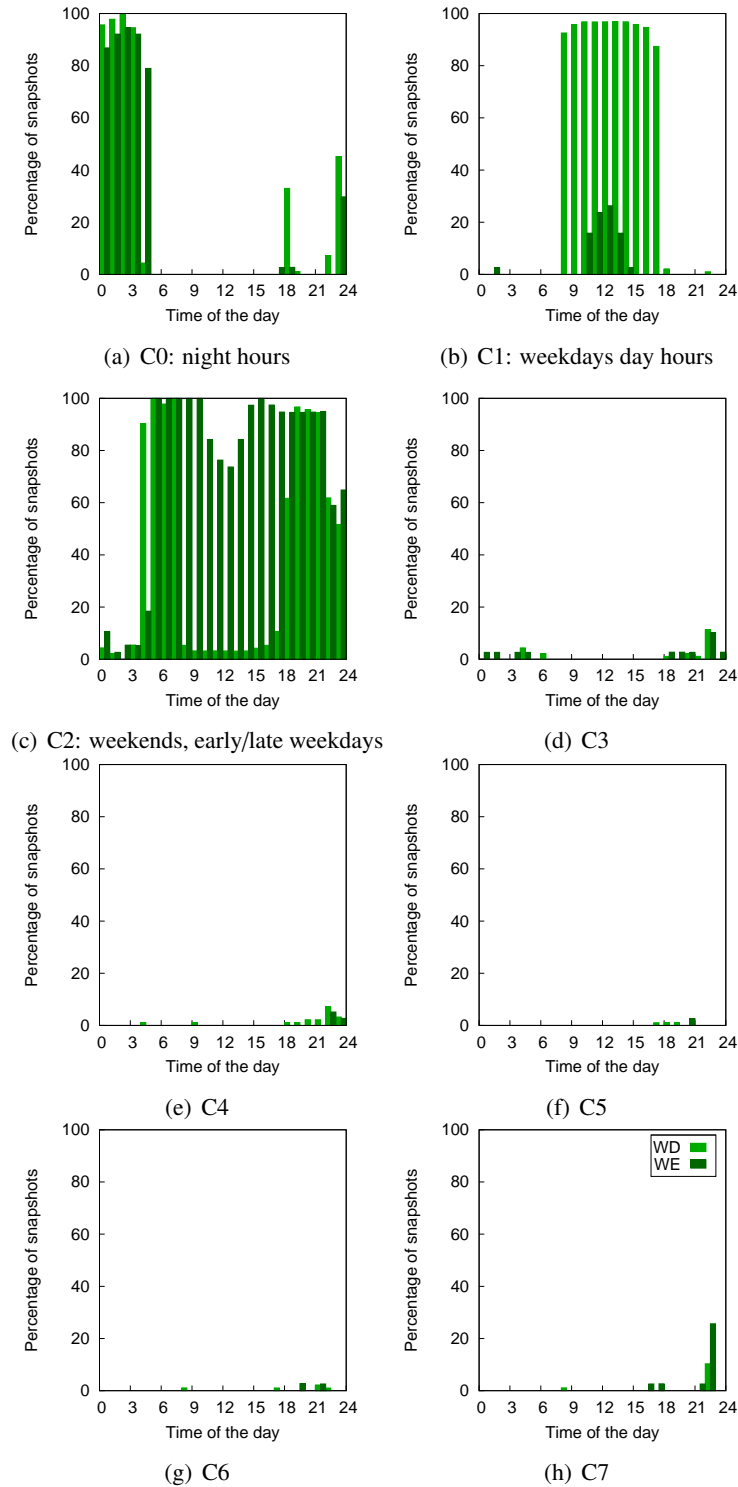 100
80
60
40
20
0
Percentage of snapshots
0 3 6 9 12 15 18 21 24
Time of the day
(a) C0: night hours
100
80
60
40
20
0
Percentage of snapshots
0 3 6 9 12 15 18 21 24
Time of the day
(b) C1: weekdays day hours
100
80
60
40
20
0
Percentage of snapshots
0 3 6 9 12 15 18 21 24
Time of the day
(c) C2: weekends, early/late weekdays
100
80
60
40
20
0
Percentage of snapshots
0 3 6 9 12 15 18 21 24
Time of the day
(d) C3
100
80
60
40
20
0
Percentage of snapshots
0 3 6 9 12 15 18 21 24
Time of the day
(e) C4
100
80
60
40
20
0
Percentage of snapshots
0 3 6 9 12 15 18 21 24
Time of the day
(f) C5
100
80
60
40
20
0
Percentage of snapshots
0 3 6 9 12 15 18 21 24
Time of the day
(g) C6
100
80
60
40
20
0
Percentage of snapshots
WD
WE
0 3 6 9 12 15 18 21 24
Time of the day
(h) C7